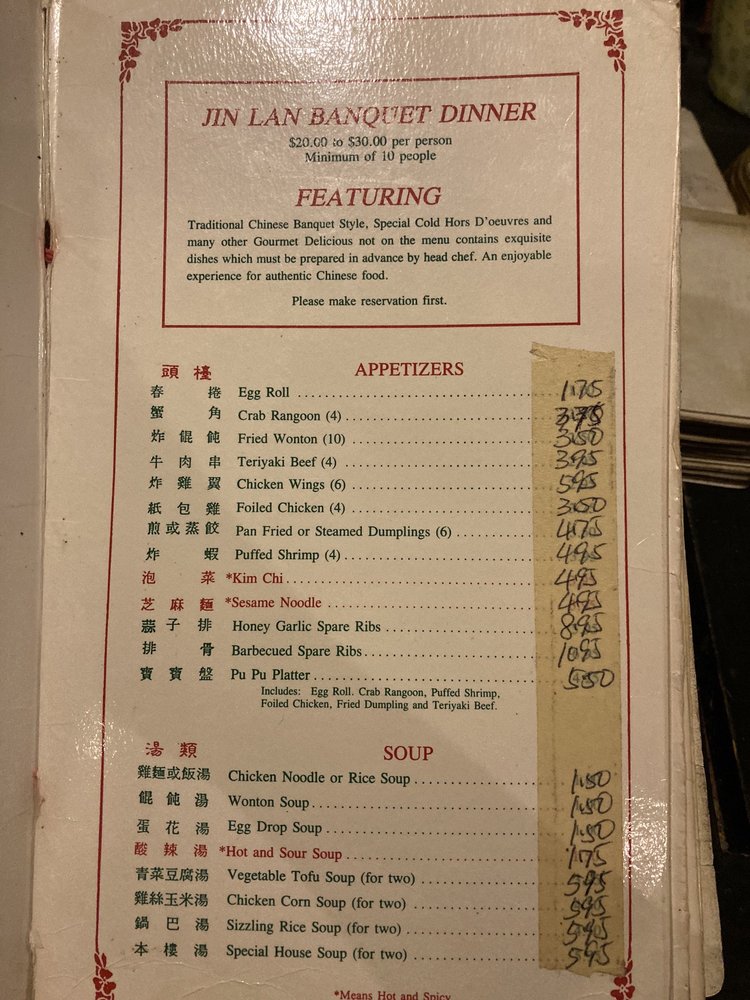 JIN LAN BANQUET DINNER
$20.00 to $30.00 per person
Minimum of 10 people
FEATURING
Traditional Chinese Banquet Style, Special Cold Hors D'oeuvres and
many other Gourmet Delicious not on the menu contains exquisite
dishes which must be prepared in advance by head chef. An enjoyable
experience for authentic Chinese food.
Please make reservation first.
頭檯 APPETIZERS
春捲 Egg Roll 1.75
蟹角 Crab Rangoon (4) 3.75
炸餛飩 Fried Wonton (10) 3.50
牛肉串 Teriyaki Beef (4) 3.95
炸雞翼 Chicken Wings (6) 5.95
紙包雞 Foiled Chicken (4) 3.50
煎或蒸餃 Pan Fried or Steamed Dumplings (6) 4.75
炸蝦 Puffed Shrimp (4) 4.95
泡菜 *Kim Chi 4.95
芝麻麵 *Sesame Noodle 4.95
蒜子排 Honey Garlic Spare Ribs 8.95
排骨 Barbecued Spare Ribs 10.95
寶寶盤 Pu Pu Platter 5.50
Includes: Egg Roll. Crab Rangoon, Puffed Shrimp,
Foiled Chicken, Fried Dumpling and Teriyaki Beef.
湯類 SOUP
雞麵或飯湯 Chicken Noodle or Rice Soup 1.50
餛飩湯 Wonton Soup 1.50
蛋花湯 Egg Drop Soup 1.50
酸辣湯 *Hot and Sour Soup 1.75
青菜豆腐湯 Vegetable Tofu Soup (for two) 5.95
雞絲玉米湯 Chicken Corn Soup (for two) 5.95
鍋巴湯 Sizzling Rice Soup (for two) 5.95
本樓湯 Special House Soup (for two) 5.95
*Means Hot and Spicy